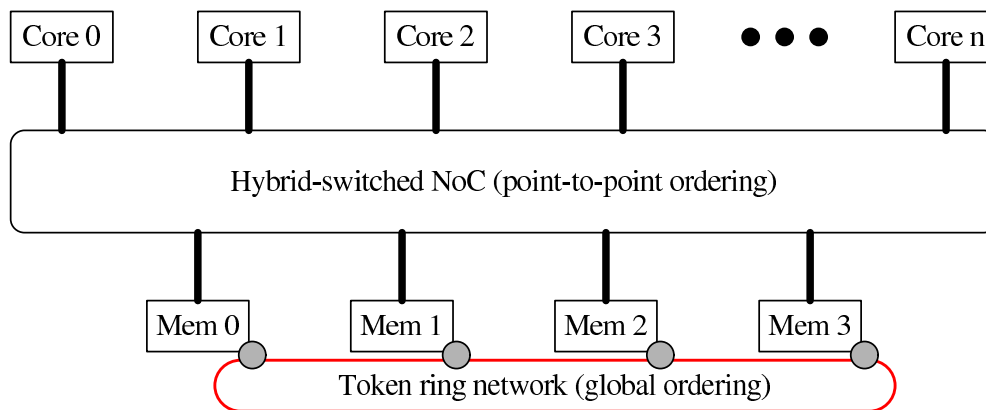 Core 0 Core 1 Core 2 Core 3 Core n
Hybrid-switched NoC (point-to-point ordering)
Mem 0 Mem 1 Mem 2 Mem 3
Token ring network (global ordering)